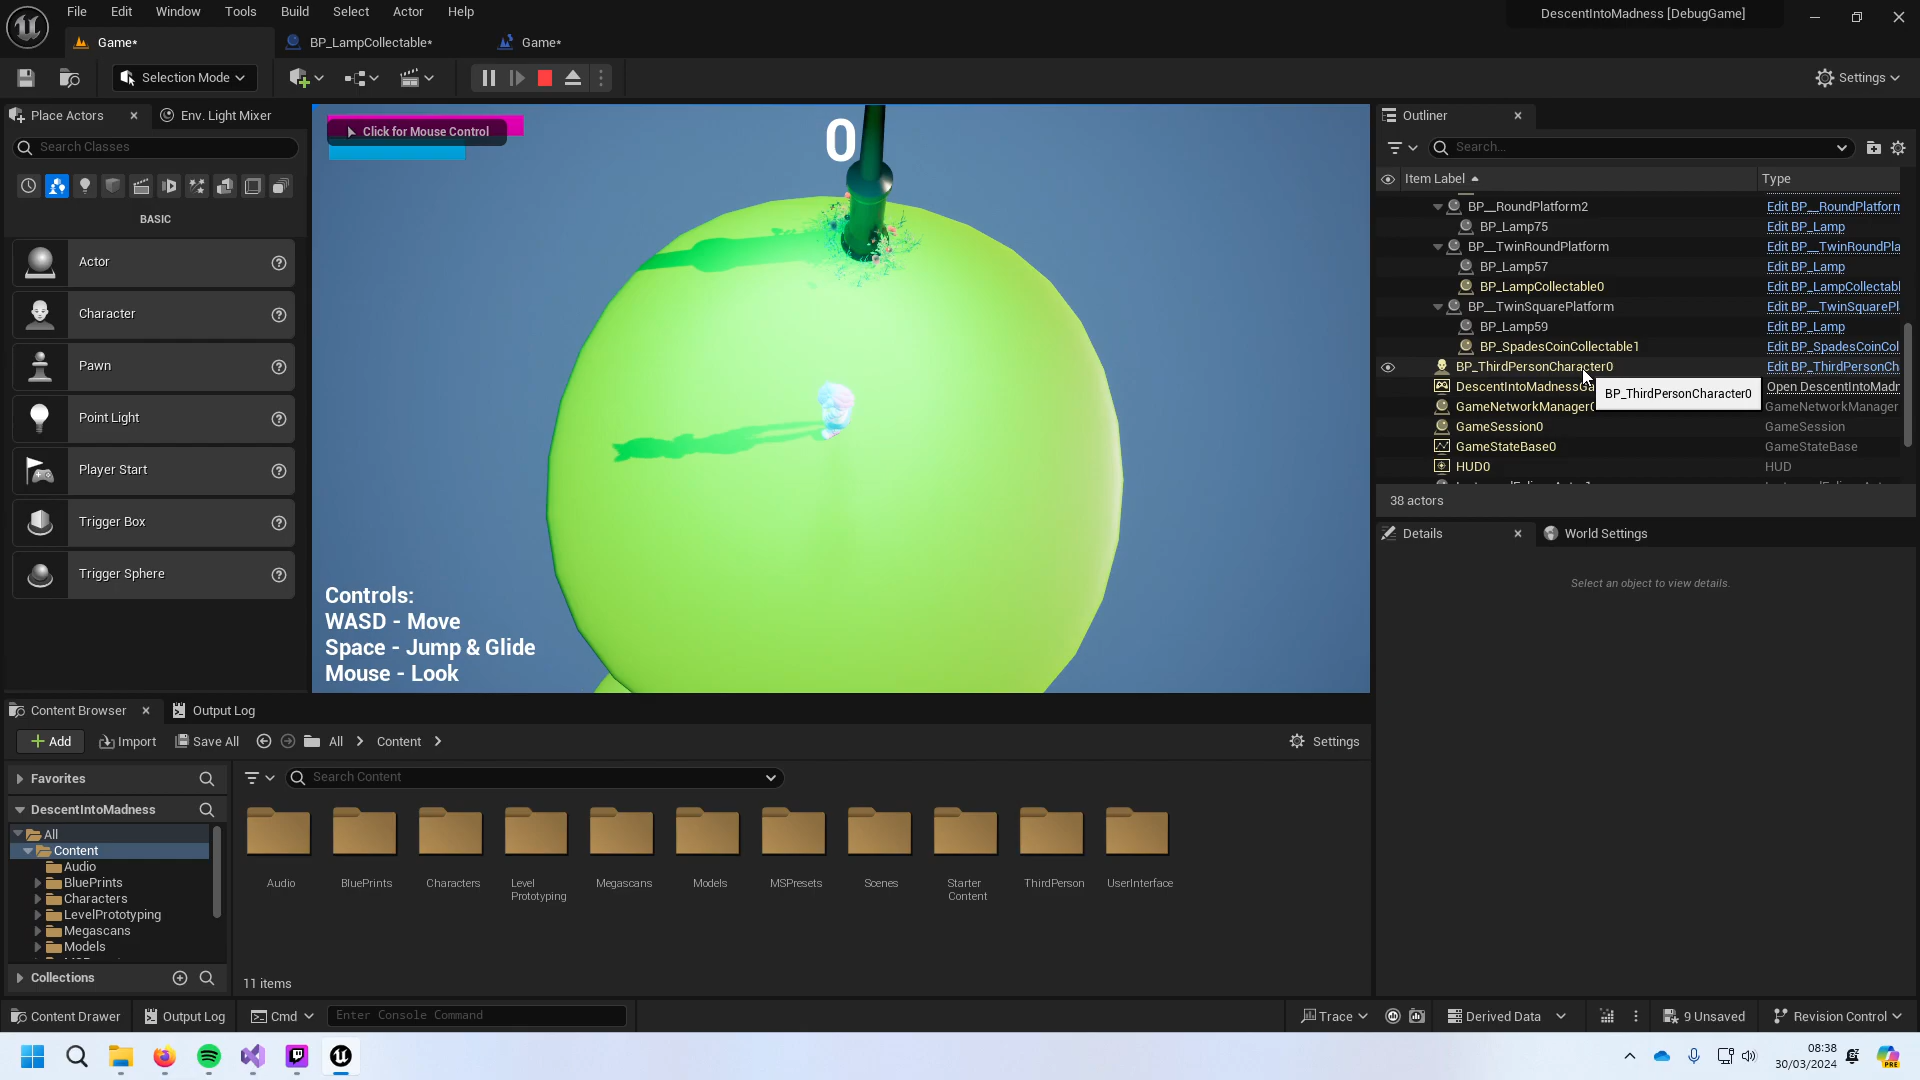 File Edit Window Tools Build Select Actor Help
DescentIntoMadness [DebugGame]
Game*
BP_LampCollectable*
Game*
Selection Mode
Settings
Place Actors
Env. Light Mixer
Search Classes
BASIC
Actor
Character
Pawn
Point Light
Player Start
Trigger Box
Trigger Sphere
Click for Mouse Control
0
Controls:
WASD - Move
Space - Jump & Glide
Mouse - Look
Outliner
Search...
Item Label
Type
BP__RoundPlatform2 Edit BP__RoundPlatform
BP_Lamp75 Edit BP_Lamp
BP__TwinRoundPlatform Edit BP__TwinRoundPla
BP_Lamp57 Edit BP_Lamp
BP_LampCollectable0 Edit BP_LampCollectabl
BP__TwinSquarePlatform Edit BP__TwinSquarePl
BP_Lamp59 Edit BP_Lamp
BP_SpadesCoinCollectable1 Edit BP_SpadesCoinCol
BP_ThirdPersonCharacter0 Edit BP_ThirdPersonCh
DescentIntoMadnessGa Open DescentIntoMadn
BP_ThirdPersonCharacter0
GameNetworkManager0 GameNetworkManager
GameSession0 GameSession
GameStateBase0 GameStateBase
HUD0 HUD
38 actors
Details
World Settings
Select an object to view details.
Content Browser
Output Log
Add
Import
Save All
All
Content
Settings
Favorites
Search Content
DescentIntoMadness
All
Content
Audio
BluePrints
Characters
LevelPrototyping
Megascans
Models
Collections
Audio
BluePrints
Characters
Level
Prototyping
Megascans
Models
MSPresets
Scenes
Starter
Content
ThirdPerson
UserInterface
11 items
Content Drawer
Output Log
Cmd
Enter Console Command
Trace
Derived Data
9 Unsaved
Revision Control
08:38
30/03/2024
PRE